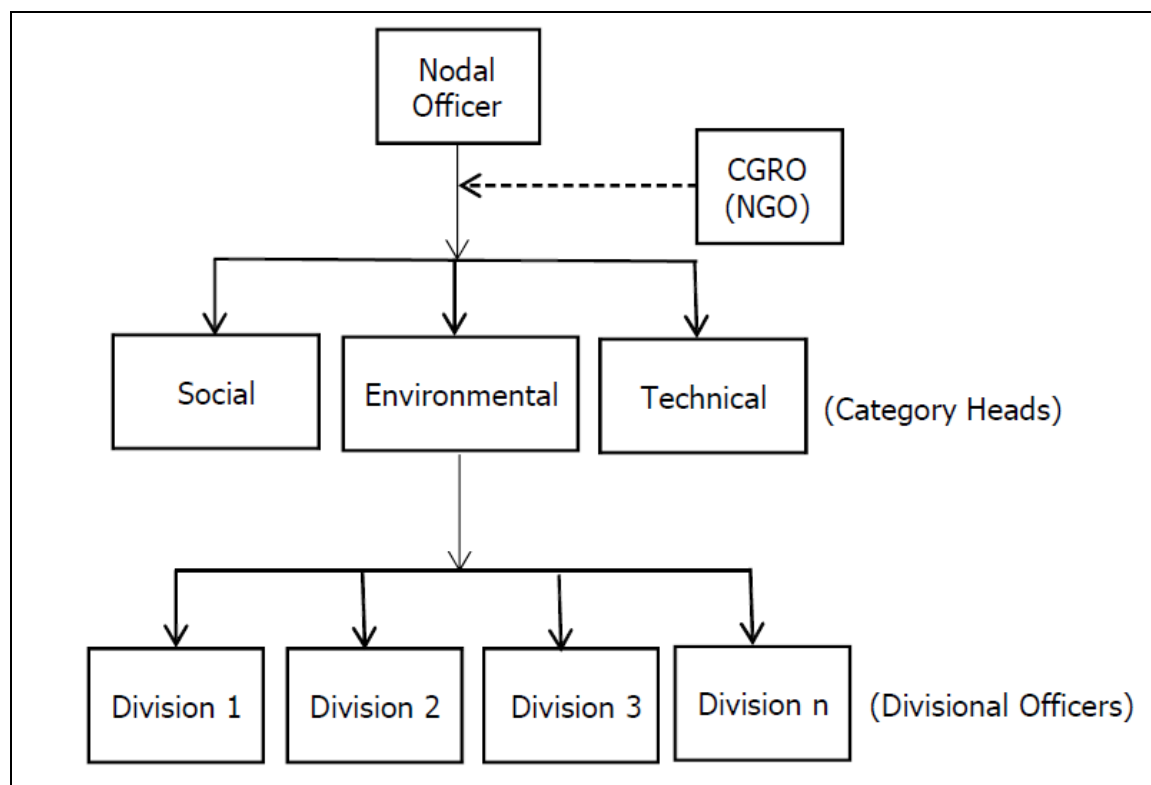 Nodal
Officer
CGRO
(NGO)
Social
Environmental
Technical
(Category Heads)
Division 1
Division 2
Division 3
Division n
(Divisional Officers)